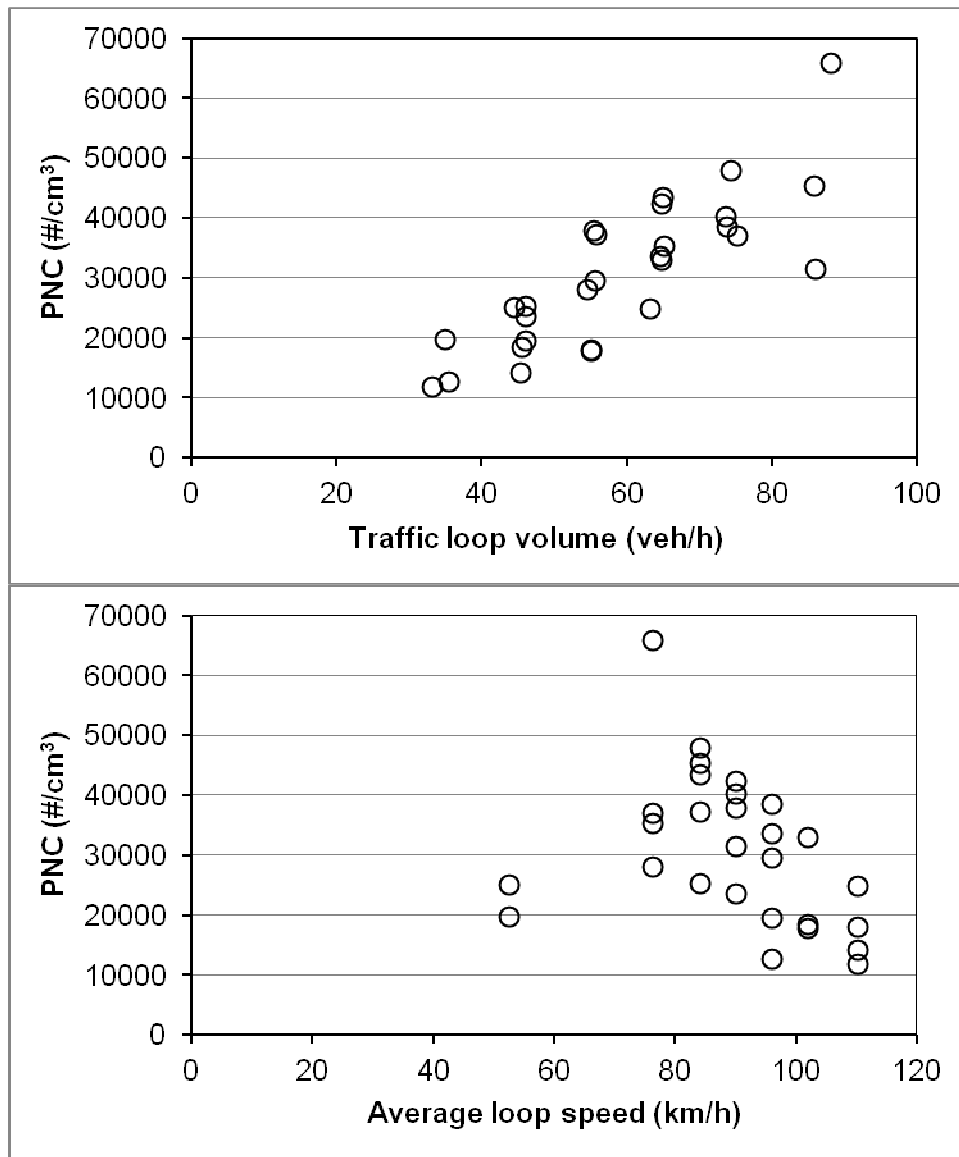 70000
60000
50000
40000
30000
20000
10000
0
PNC (#/cm³)
0 20 40 60 80 100
Traffic loop volume (veh/h)
70000
60000
50000
40000
30000
20000
10000
0
PNC (#/cm³)
0 20 40 60 80 100 120
Average loop speed (km/h)